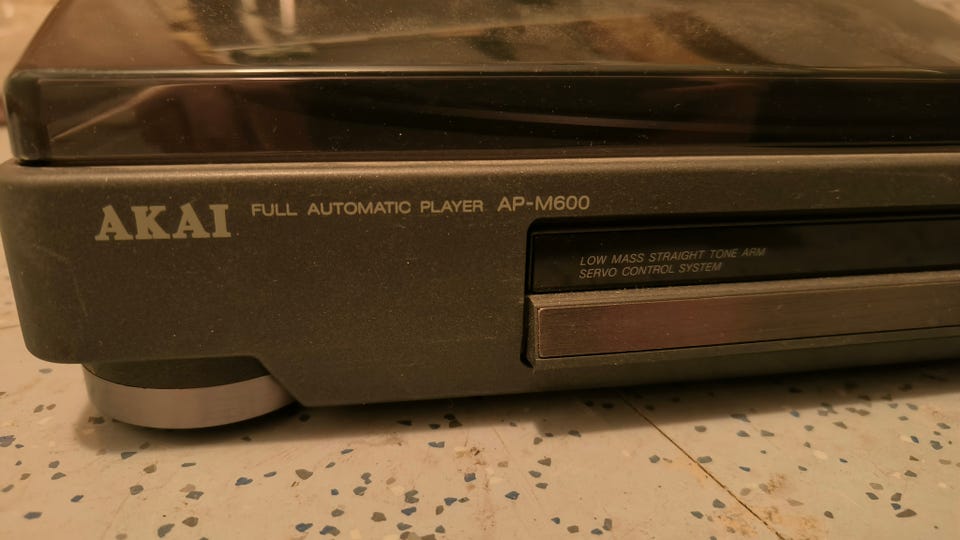 AKAI FULL AUTOMATIC PLAYER AP-M600
LOW MASS STRAIGHT TONE ARM
SERVO CONTROL SYSTEM